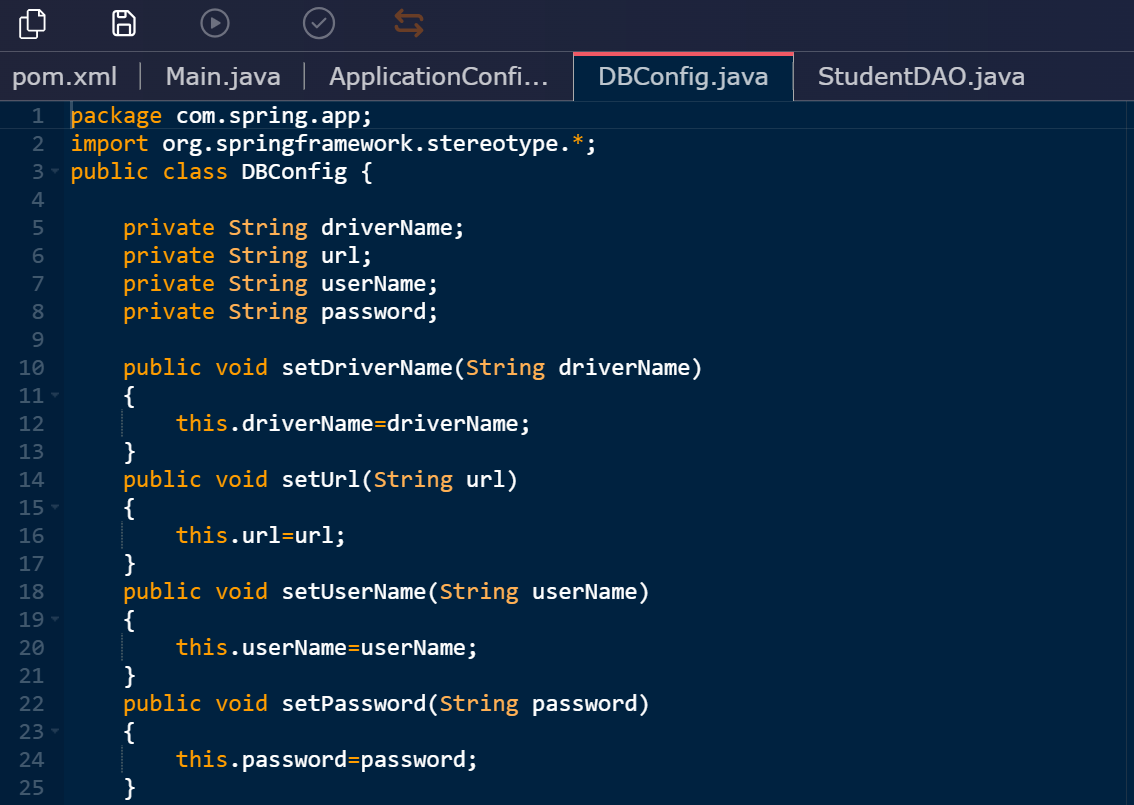 pom.xml | Main.java | ApplicationConfi... DBConfig.java StudentDAO.java
1 package com.spring.app;
2 import org.springframework.stereotype.*;
3 public class DBConfig {
4
5     private String driverName;
6     private String url;
7     private String userName;
8     private String password;
9
10     public void setDriverName(String driverName)
11     {
12         this.driverName=driverName;
13     }
14     public void setUrl(String url)
15     {
16         this.url=url;
17     }
18     public void setUserName(String userName)
19     {
20         this.userName=userName;
21     }
22     public void setPassword(String password)
23     {
24         this.password=password;
25     }